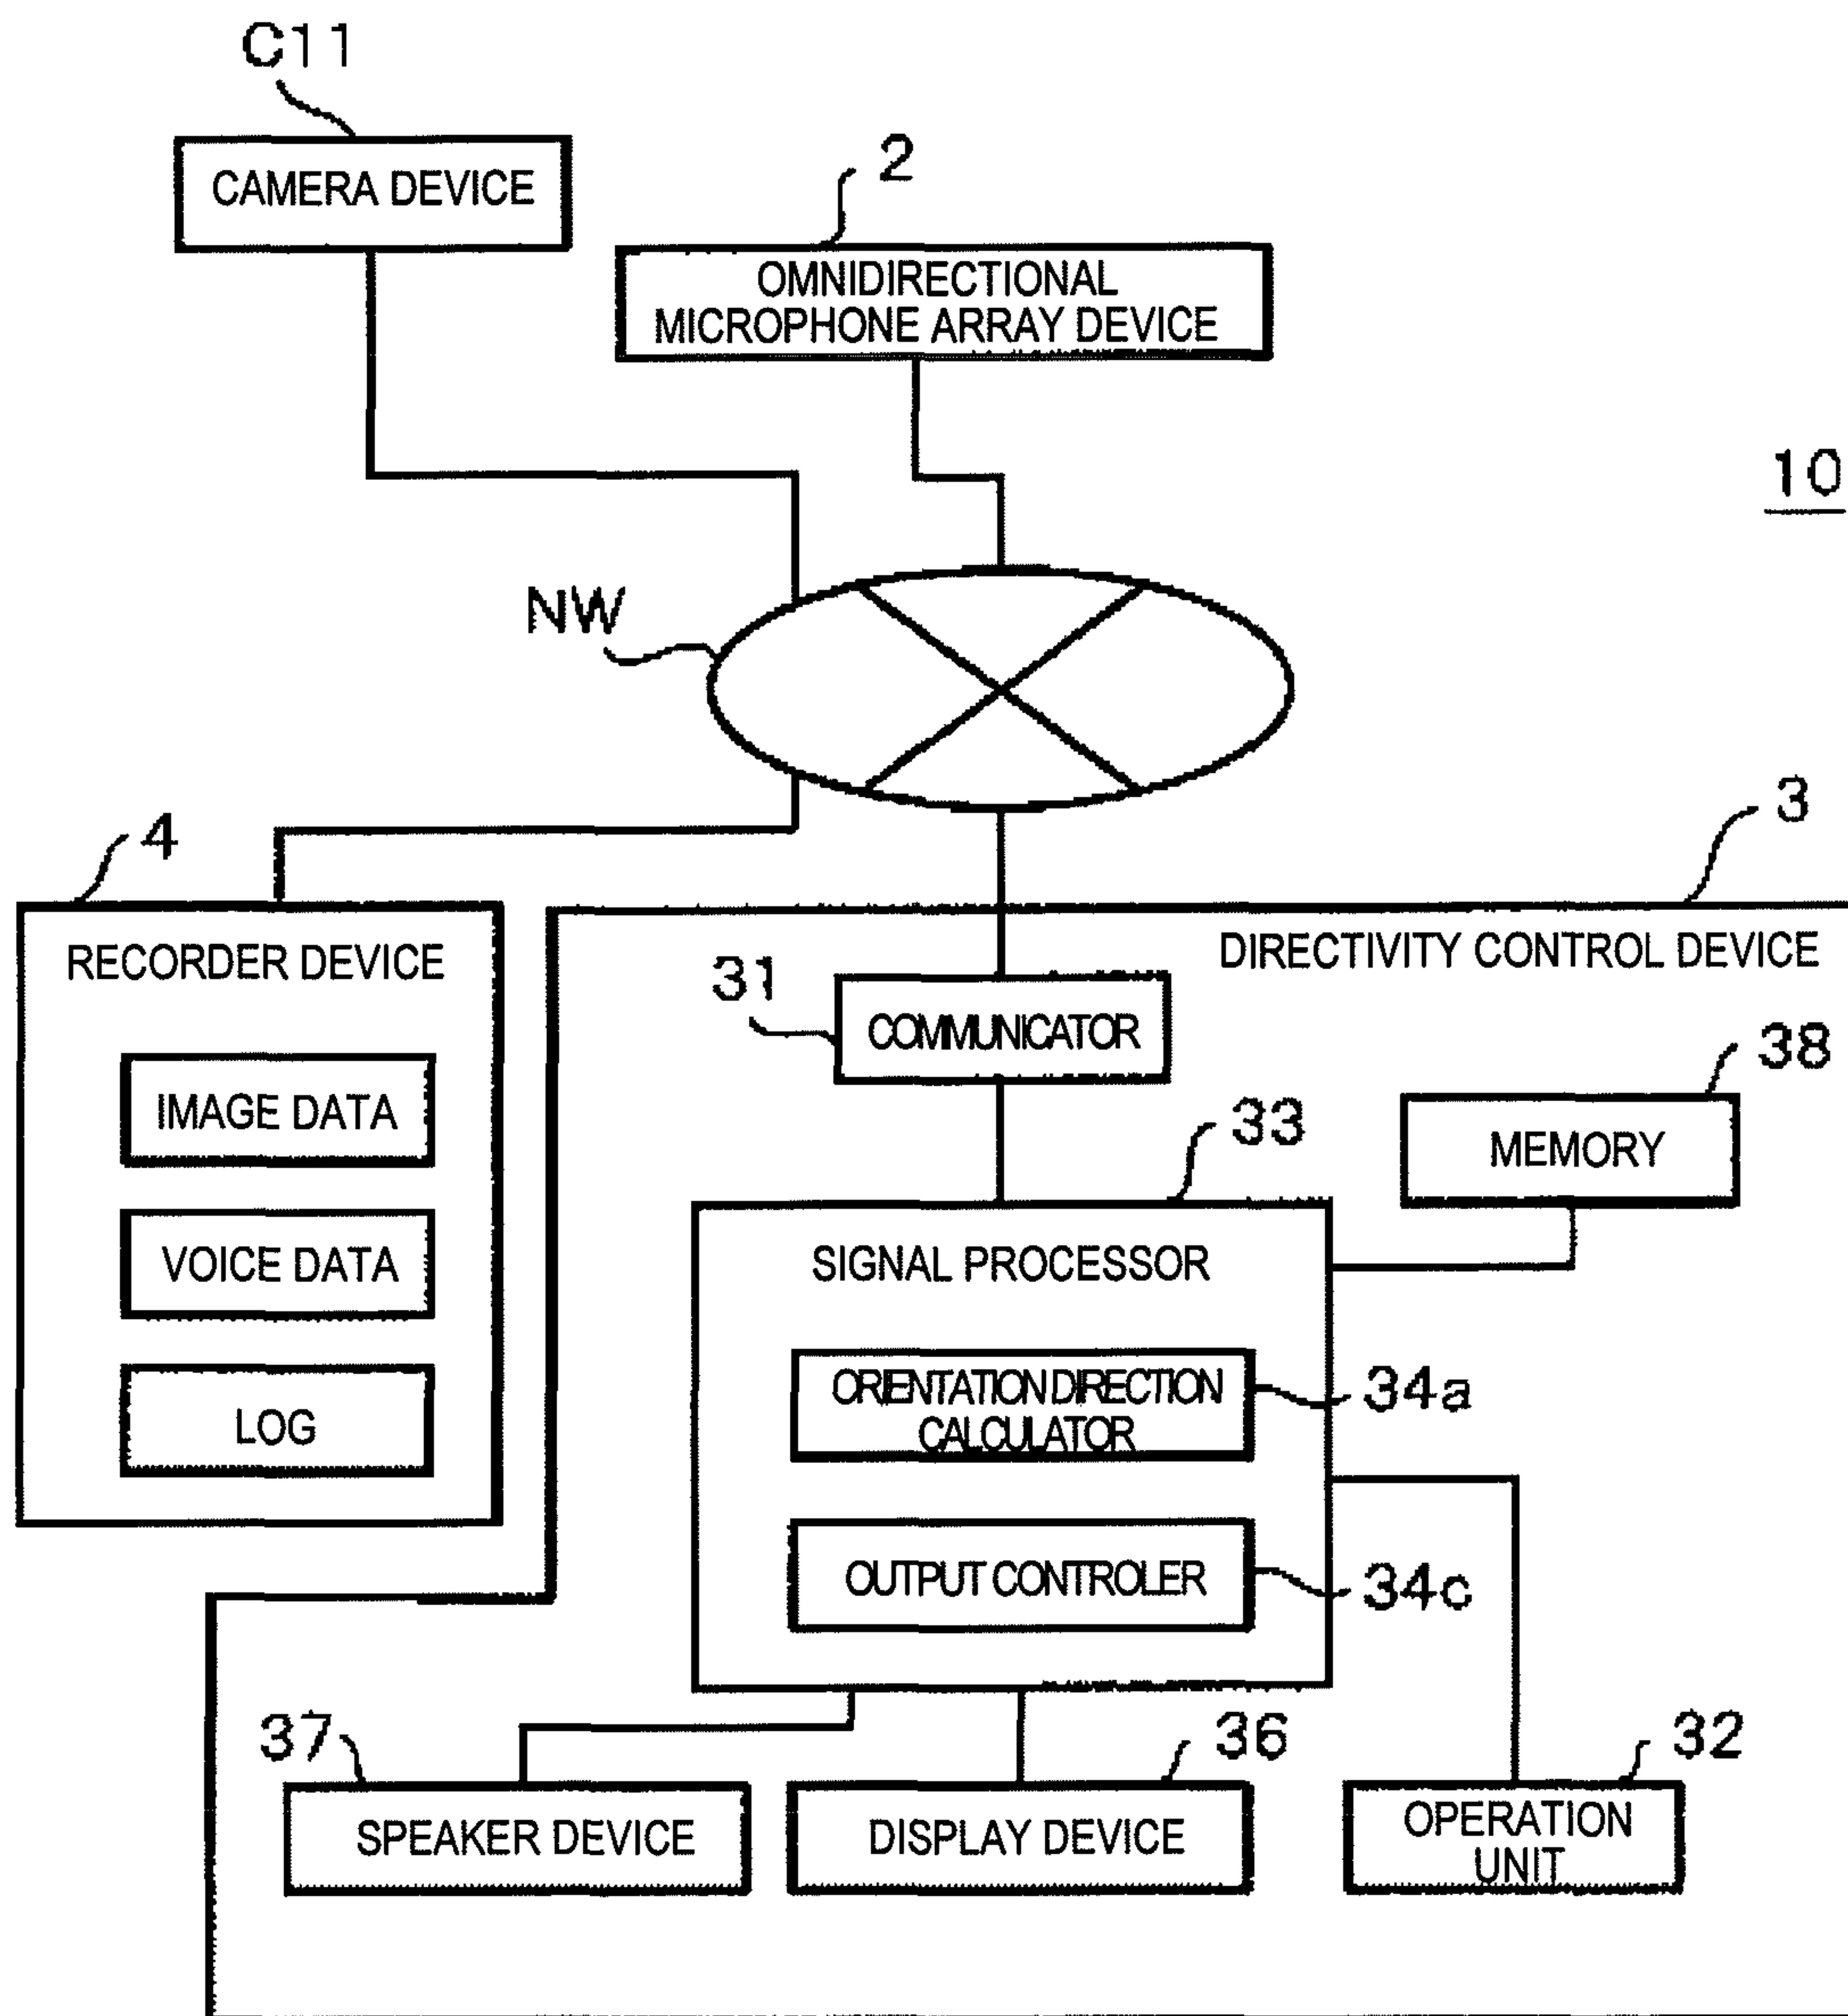 C11
CAMERA DEVICE
2
OMNIDIRECTIONAL
MICROPHONE ARRAY DEVICE
10
NW
3
4
RECORDER DEVICE
DIRECTIVITY CONTROL DEVICE
31
COMMUNICATOR
38
MEMORY
IMAGE DATA
33
VOICE DATA
SIGNAL PROCESSOR
LOG
ORIENTATION DIRECTION
CALCULATOR
34a
OUTPUT CONTROLER
34c
37
SPEAKER DEVICE
36
DISPLAY DEVICE
32
OPERATION
UNIT